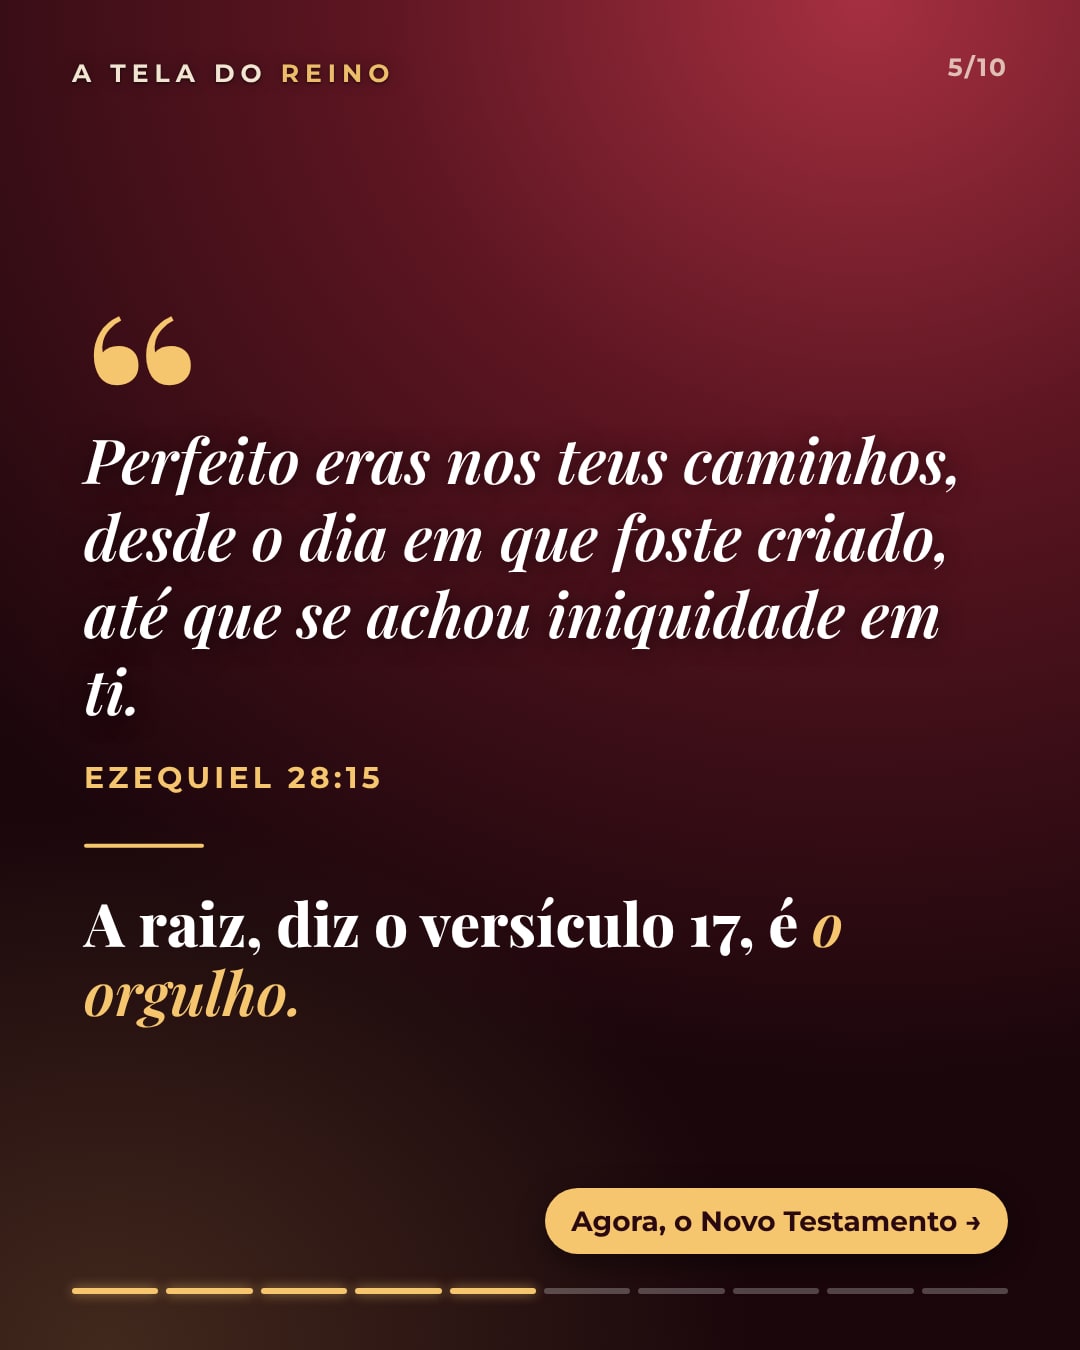 A TELA DO REINO
5/10
“
Perfeito eras nos teus caminhos,
desde o dia em que foste criado,
até que se achou iniquidade em
ti.
EZEQUIEL 28:15
A raiz, diz o versículo 17, é o
orgulho.
Agora, o Novo Testamento →